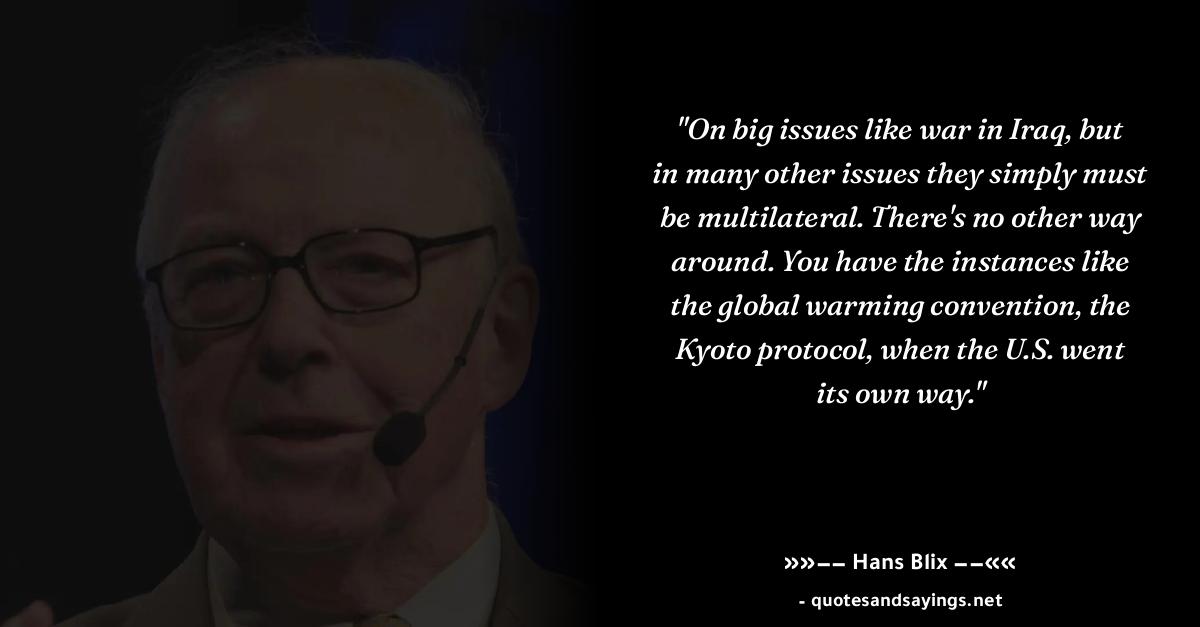 "On big issues like war in Iraq, but
in many other issues they simply must
be multilateral. There's no other way
around. You have the instances like
the global warming convention, the
Kyoto protocol, when the U.S. went
its own way."
»»–– Hans Blix ––««
- quotesandsayings.net